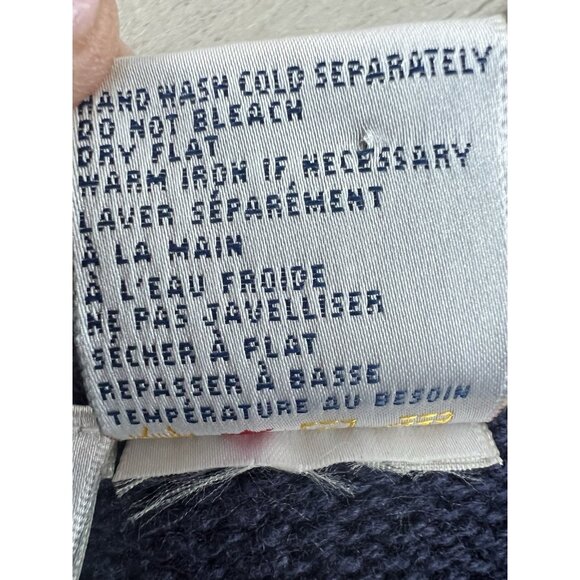 HAND WASH COLD SEPARATELY
DO NOT BLEACH
DRY FLAT
WARM IRON IF NECESSARY
LAVER SÉPARÉMENT
À LA MAIN
À L'EAU FROIDE
NE PAS JAVELLISER
SÉCHER À PLAT
REPASSER À BASSE
TEMPÉRATURE AU BESOIN